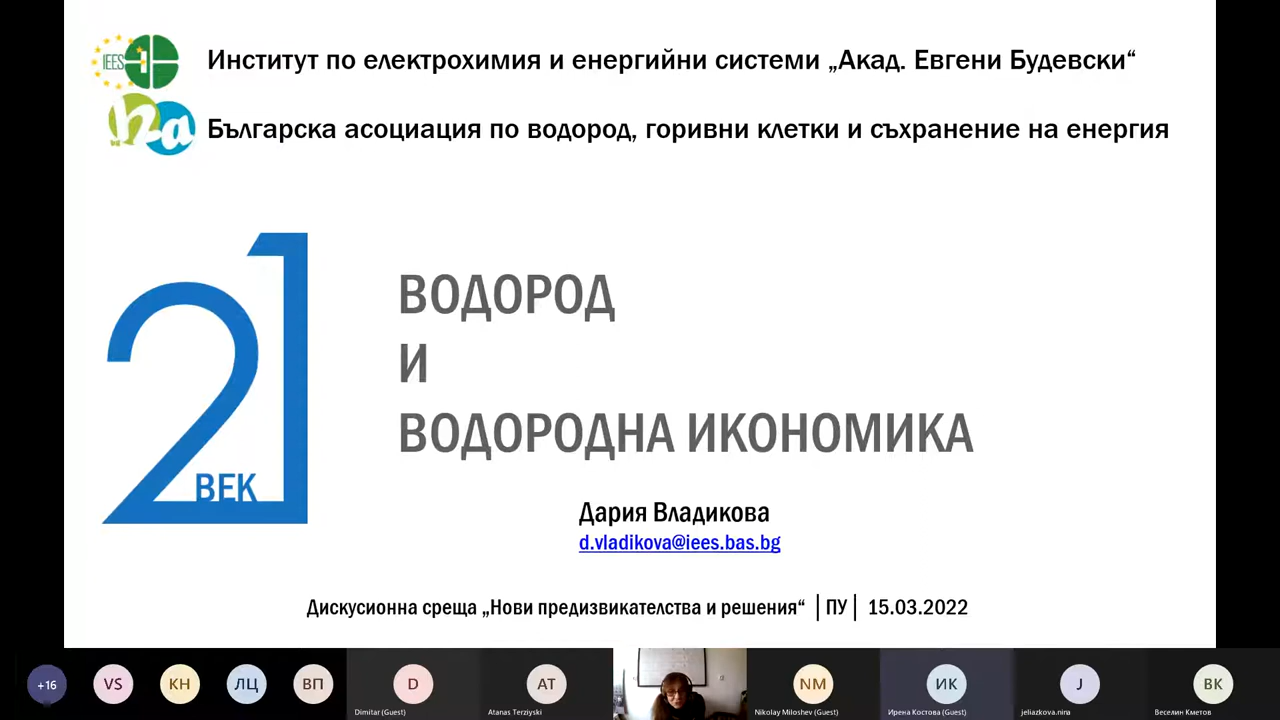 IEES
Институт по електрохимия и енергийни системи „Акад. Евгени Будевски“
h2a
Българска асоциация по водород, горивни клетки и съхранение на енергия
21
ВЕК
ВОДОРОД
И
ВОДОРОДНА ИКОНОМИКА
Дария Владикова
d.vladikova@iees.bas.bg
Дискусионна среща „Нови предизвикателства и решения“ | ПУ | 15.03.2022
+16
VS
КН
ЛЦ
ВП
D
AT
NM
ИК
J
ВК
Dimitar (Guest)
Atanas Terziyski
Nikolay Miloshev (Guest)
Ирена Костова (Guest)
jeliazkova.nina
Веселин Кметов